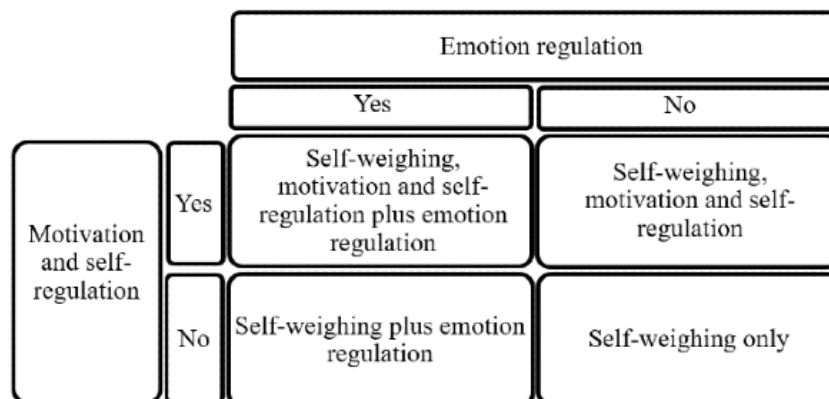 Emotion regulation
Yes
No
Motivation
and self-
regulation
Yes
Self-weighing,
motivation and self-
regulation plus emotion
regulation
Self-weighing,
motivation and self-
regulation
No
Self-weighing plus emotion
regulation
Self-weighing only